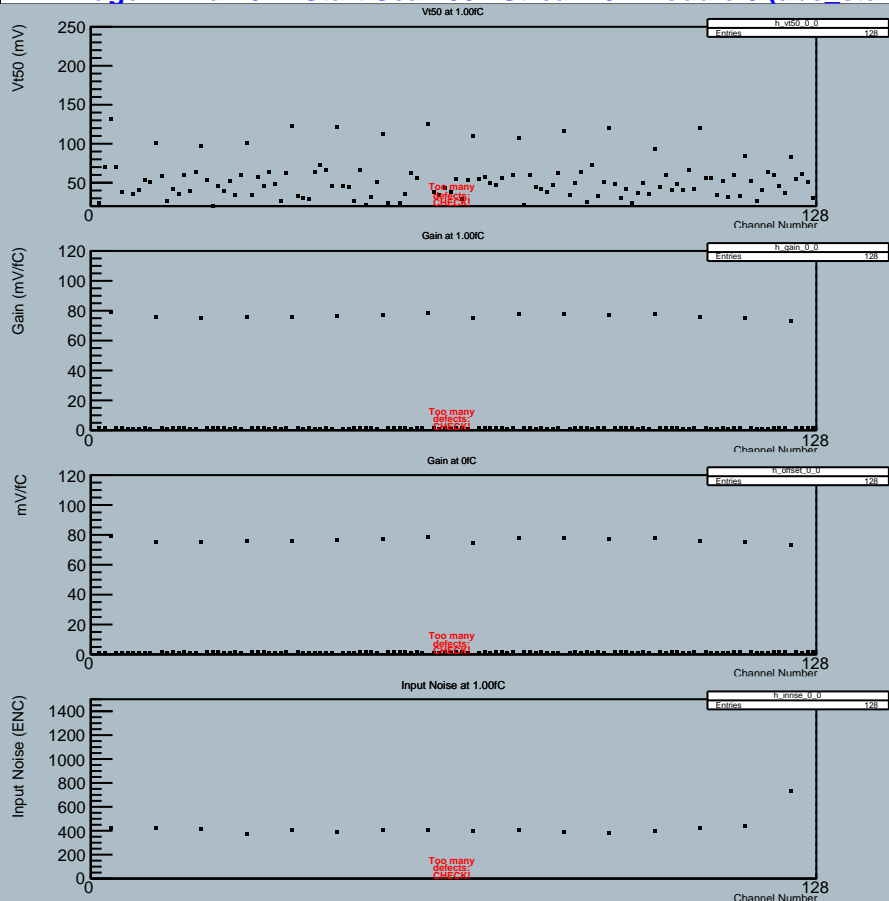 Vt50 at 1.00fC
h_vt50_0_0
Entries 128
Vt50 (mV)
250
200
150
100
50
0
128
Too many
defects:
CHECK!
Channel Number
Gain at 1.00fC
h_gain_0_0
Entries 128
Gain (mV/fC)
120
100
80
60
40
20
0
0
128
Too many
defects:
CHECK!
Channel Number
Gain at 0fC
h_offset_0_0
Entries 128
mV/fC
120
100
80
60
40
20
0
0
128
Too many
defects:
CHECK!
Channel Number
Input Noise at 1.00fC
h_innse_0_0
Entries 128
Input Noise (ENC)
1400
1200
1000
800
600
400
200
0
0
128
Too many
defects:
CHECK!
Channel Number